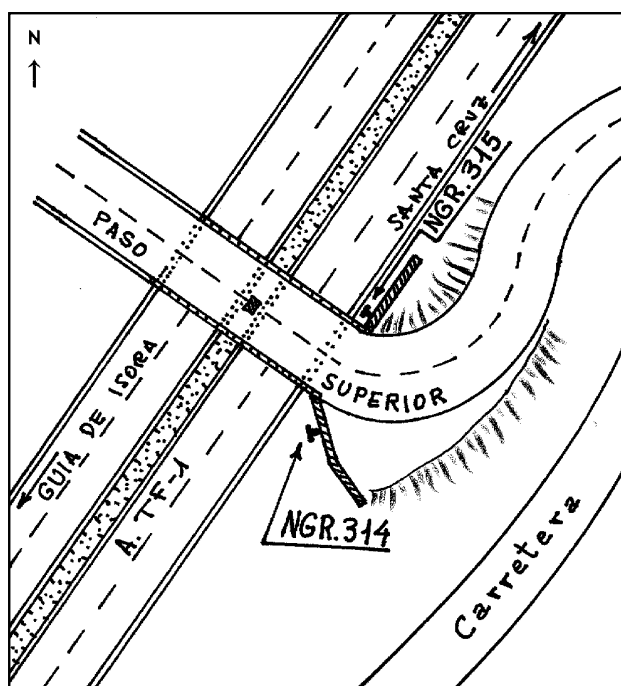 N
SANTA CRUZ
NGR.315
PASO
SUPERIOR
GUIA DE ISORA
A. TF-1
NGR.314
Carretera